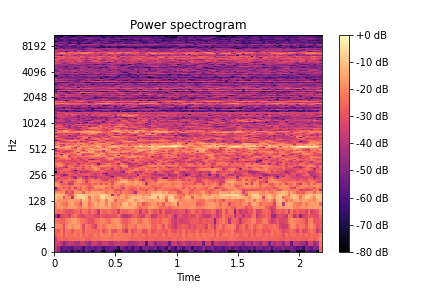 Power spectrogram
8192
4096
2048
1024
512
256
128
64
0
Hz
0
0.5
1
1.5
2
Time
+0 dB
-10 dB
-20 dB
-30 dB
-40 dB
-50 dB
-60 dB
-70 dB
-80 dB